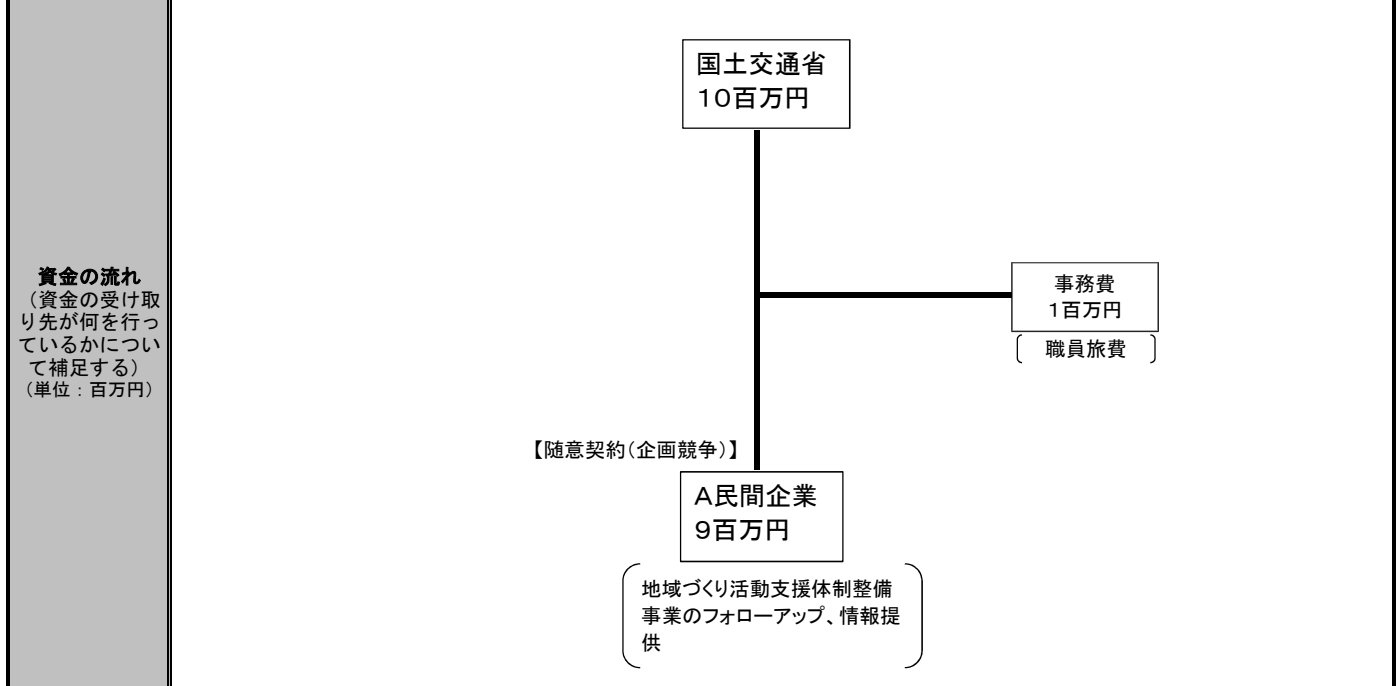 資金の流れ
（資金の受け取
り先が何を行っ
ているかについ
て補足する）
（単位：百万円）
国土交通省
１０百万円
事務費
１百万円
職員旅費
【随意契約（企画競争）】
Ａ民間企業
９百万円
地域づくり活動支援体制整備
事業のフォローアップ、情報提
供